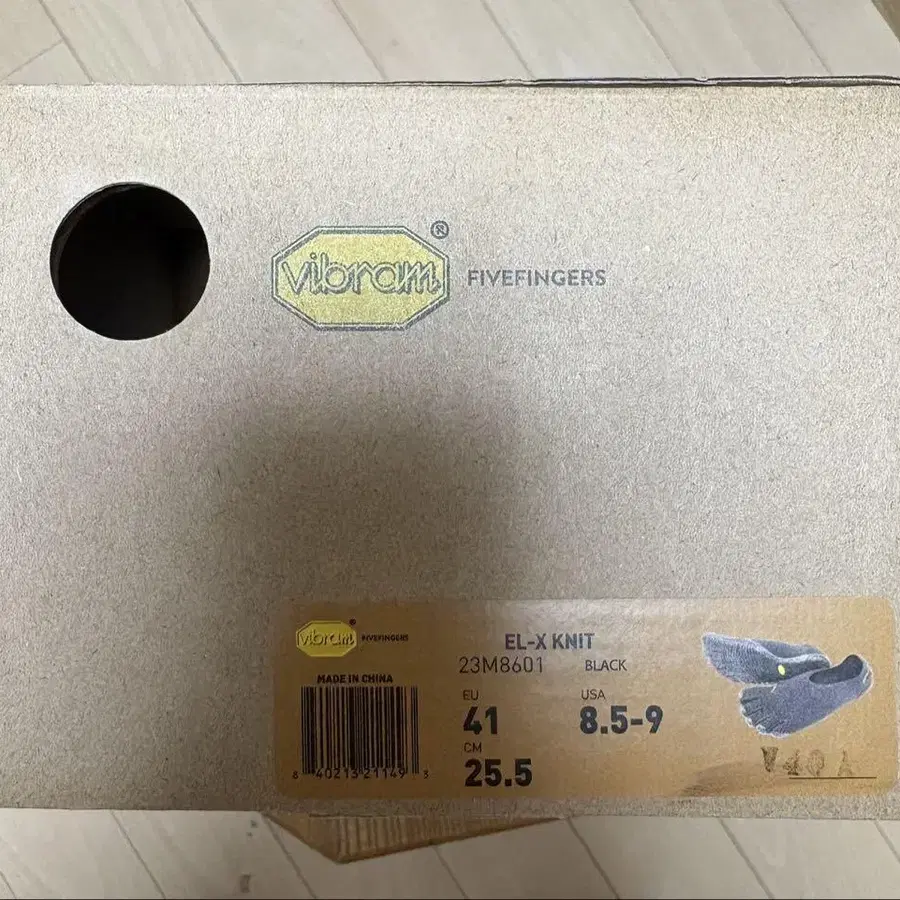 vibram®
FIVEFINGERS
vibram®
FIVEFINGERS
EL-X KNIT
23M8601 BLACK
MADE IN CHINA
EU
41
USA
8.5-9
CM
25.5
8 40213 21149 3